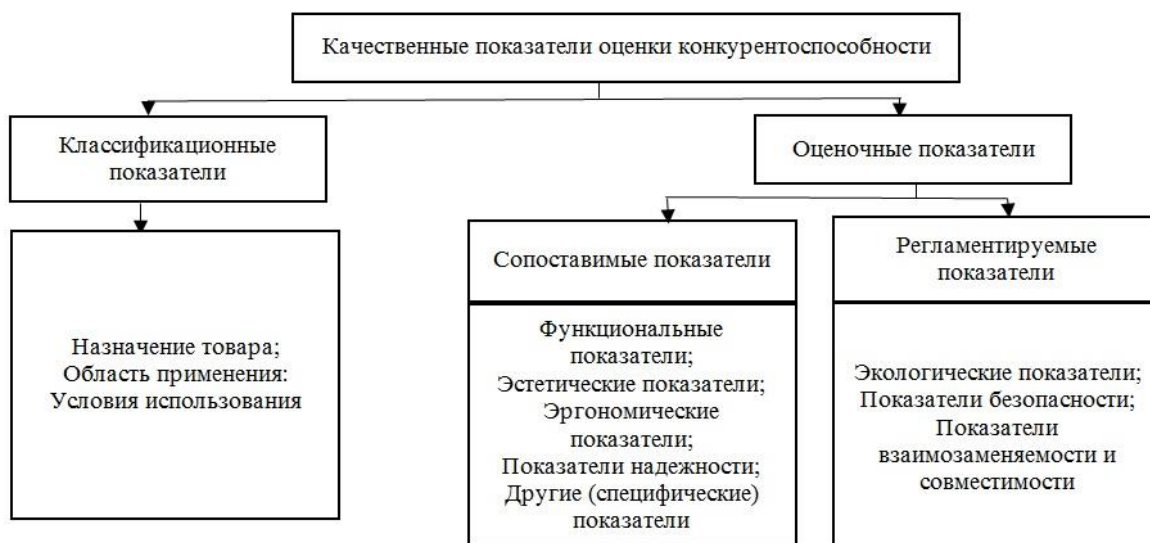 Качественные показатели оценки конкурентоспособности
Классификационные
показатели
Оценочные показатели
Назначение товара;
Область применения:
Условия использования
Сопоставимые показатели
Функциональные
показатели;
Эстетические показатели;
Эргономические
показатели;
Показатели надежности;
Другие (специфические)
показатели
Регламентируемые
показатели
Экологические показатели;
Показатели безопасности;
Показатели
взаимозаменяемости и
совместимости